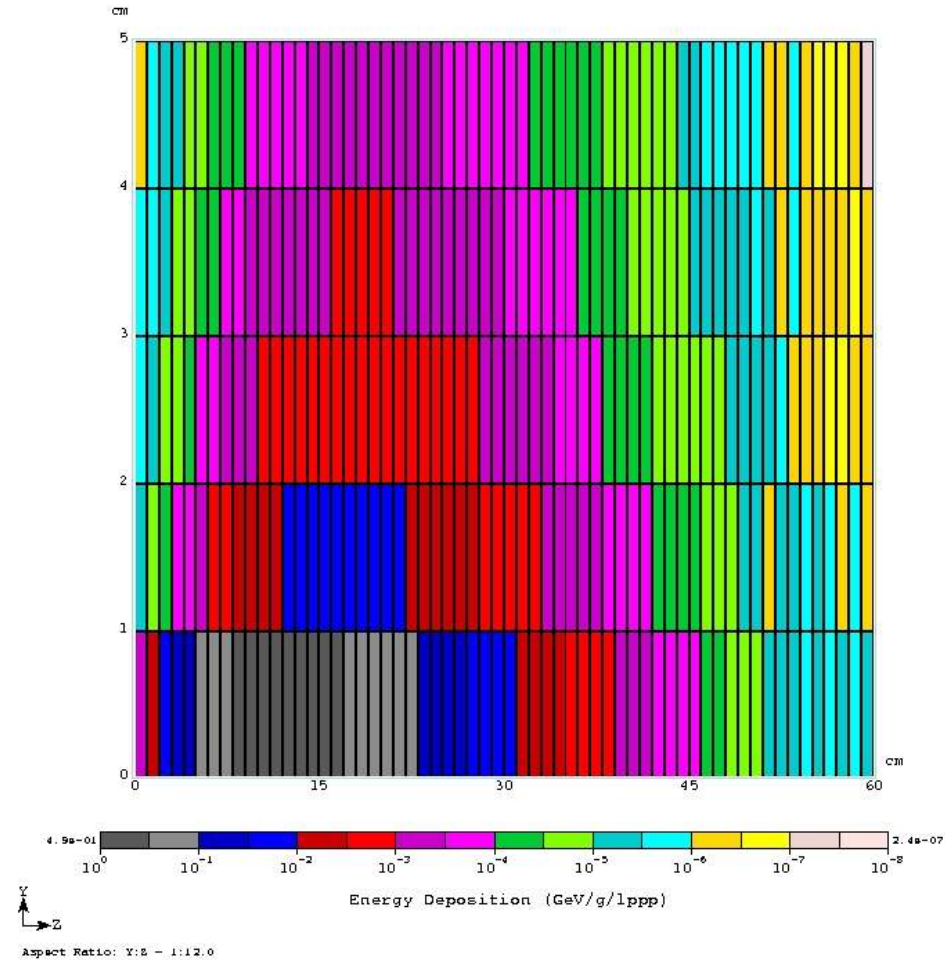 cm
5
4
3
2
1
0
0 15 30 45 60 cm
4.9e-01 2.4e-07
10^0 10^-1 10^-2 10^-3 10^-4 10^-5 10^-6 10^-7 10^-8
Energy Deposition (GeV/g/1ppp)
Y
Z
Aspect Ratio: Y:Z - 1:12.0